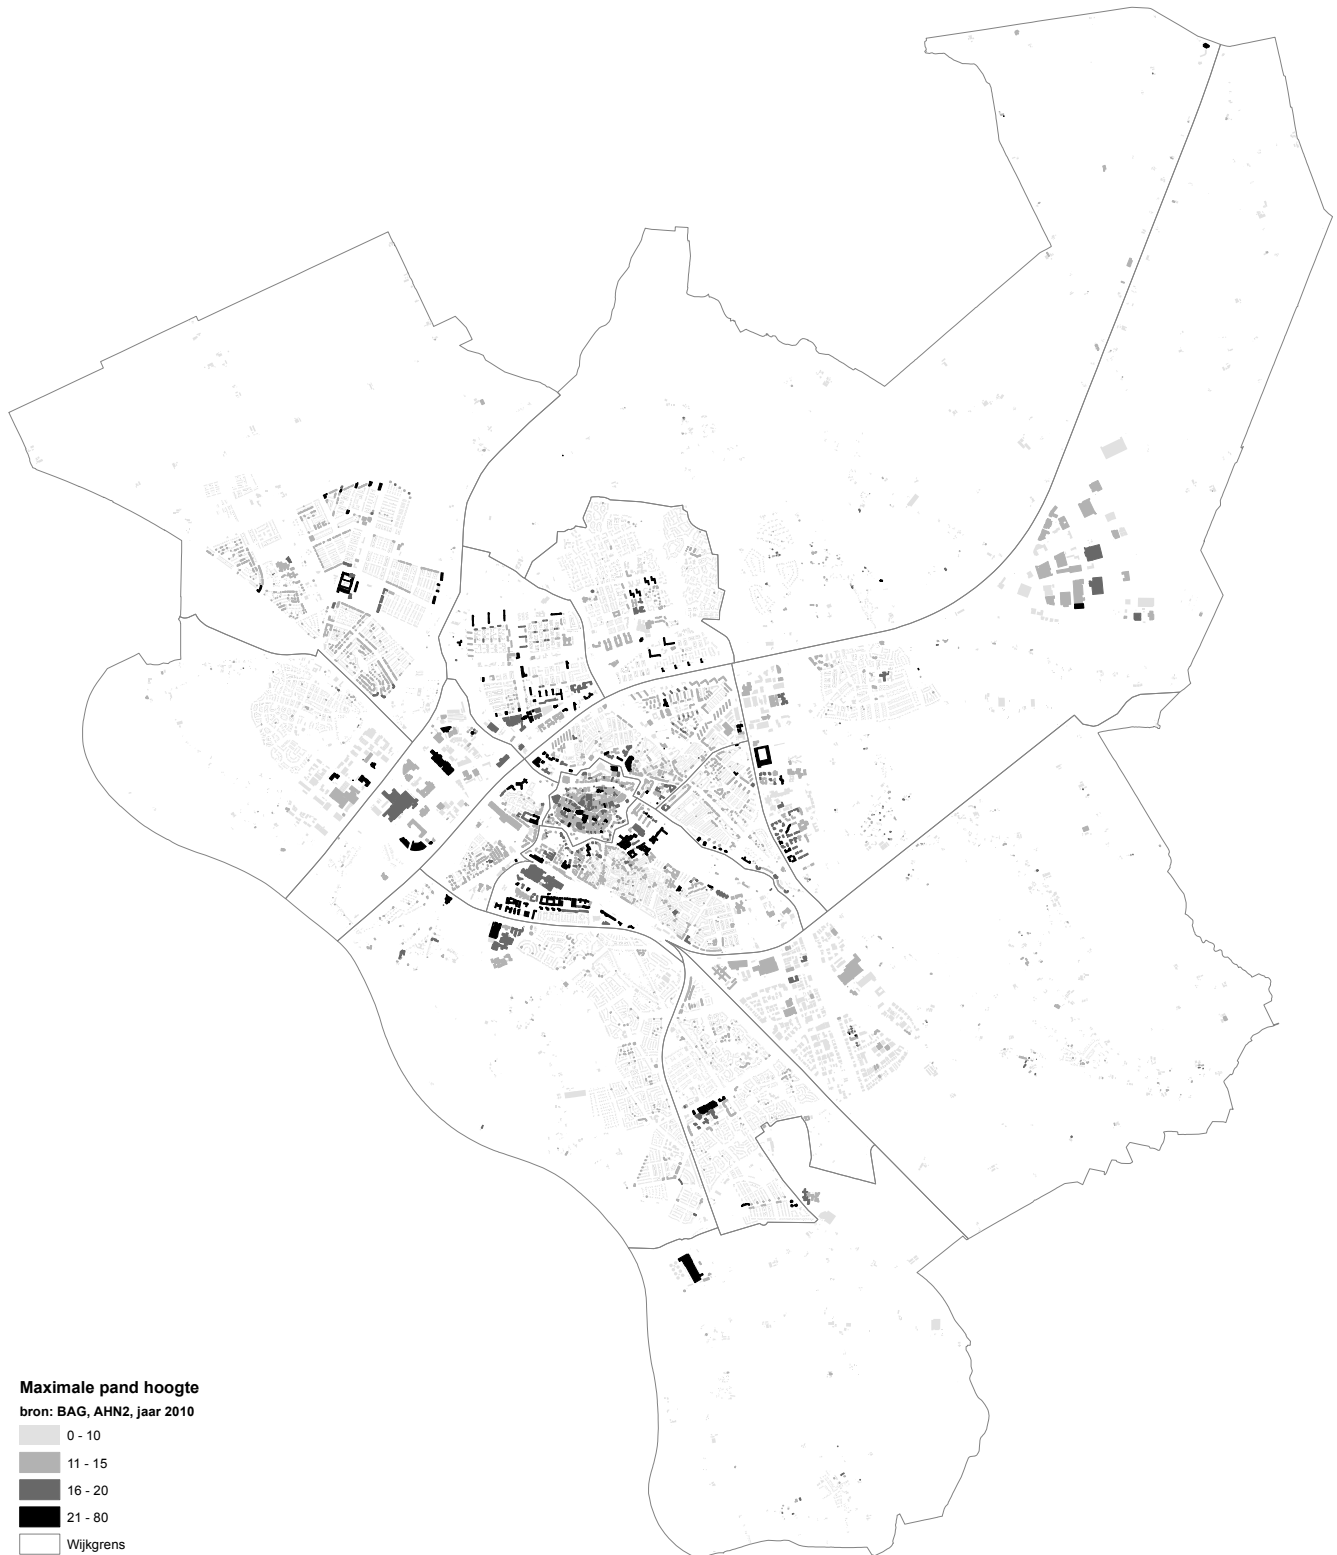 Maximale pand hoogte
bron: BAG, AHN2, jaar 2010
0 - 10
11 - 15
16 - 20
21 - 80
Wijkgrens